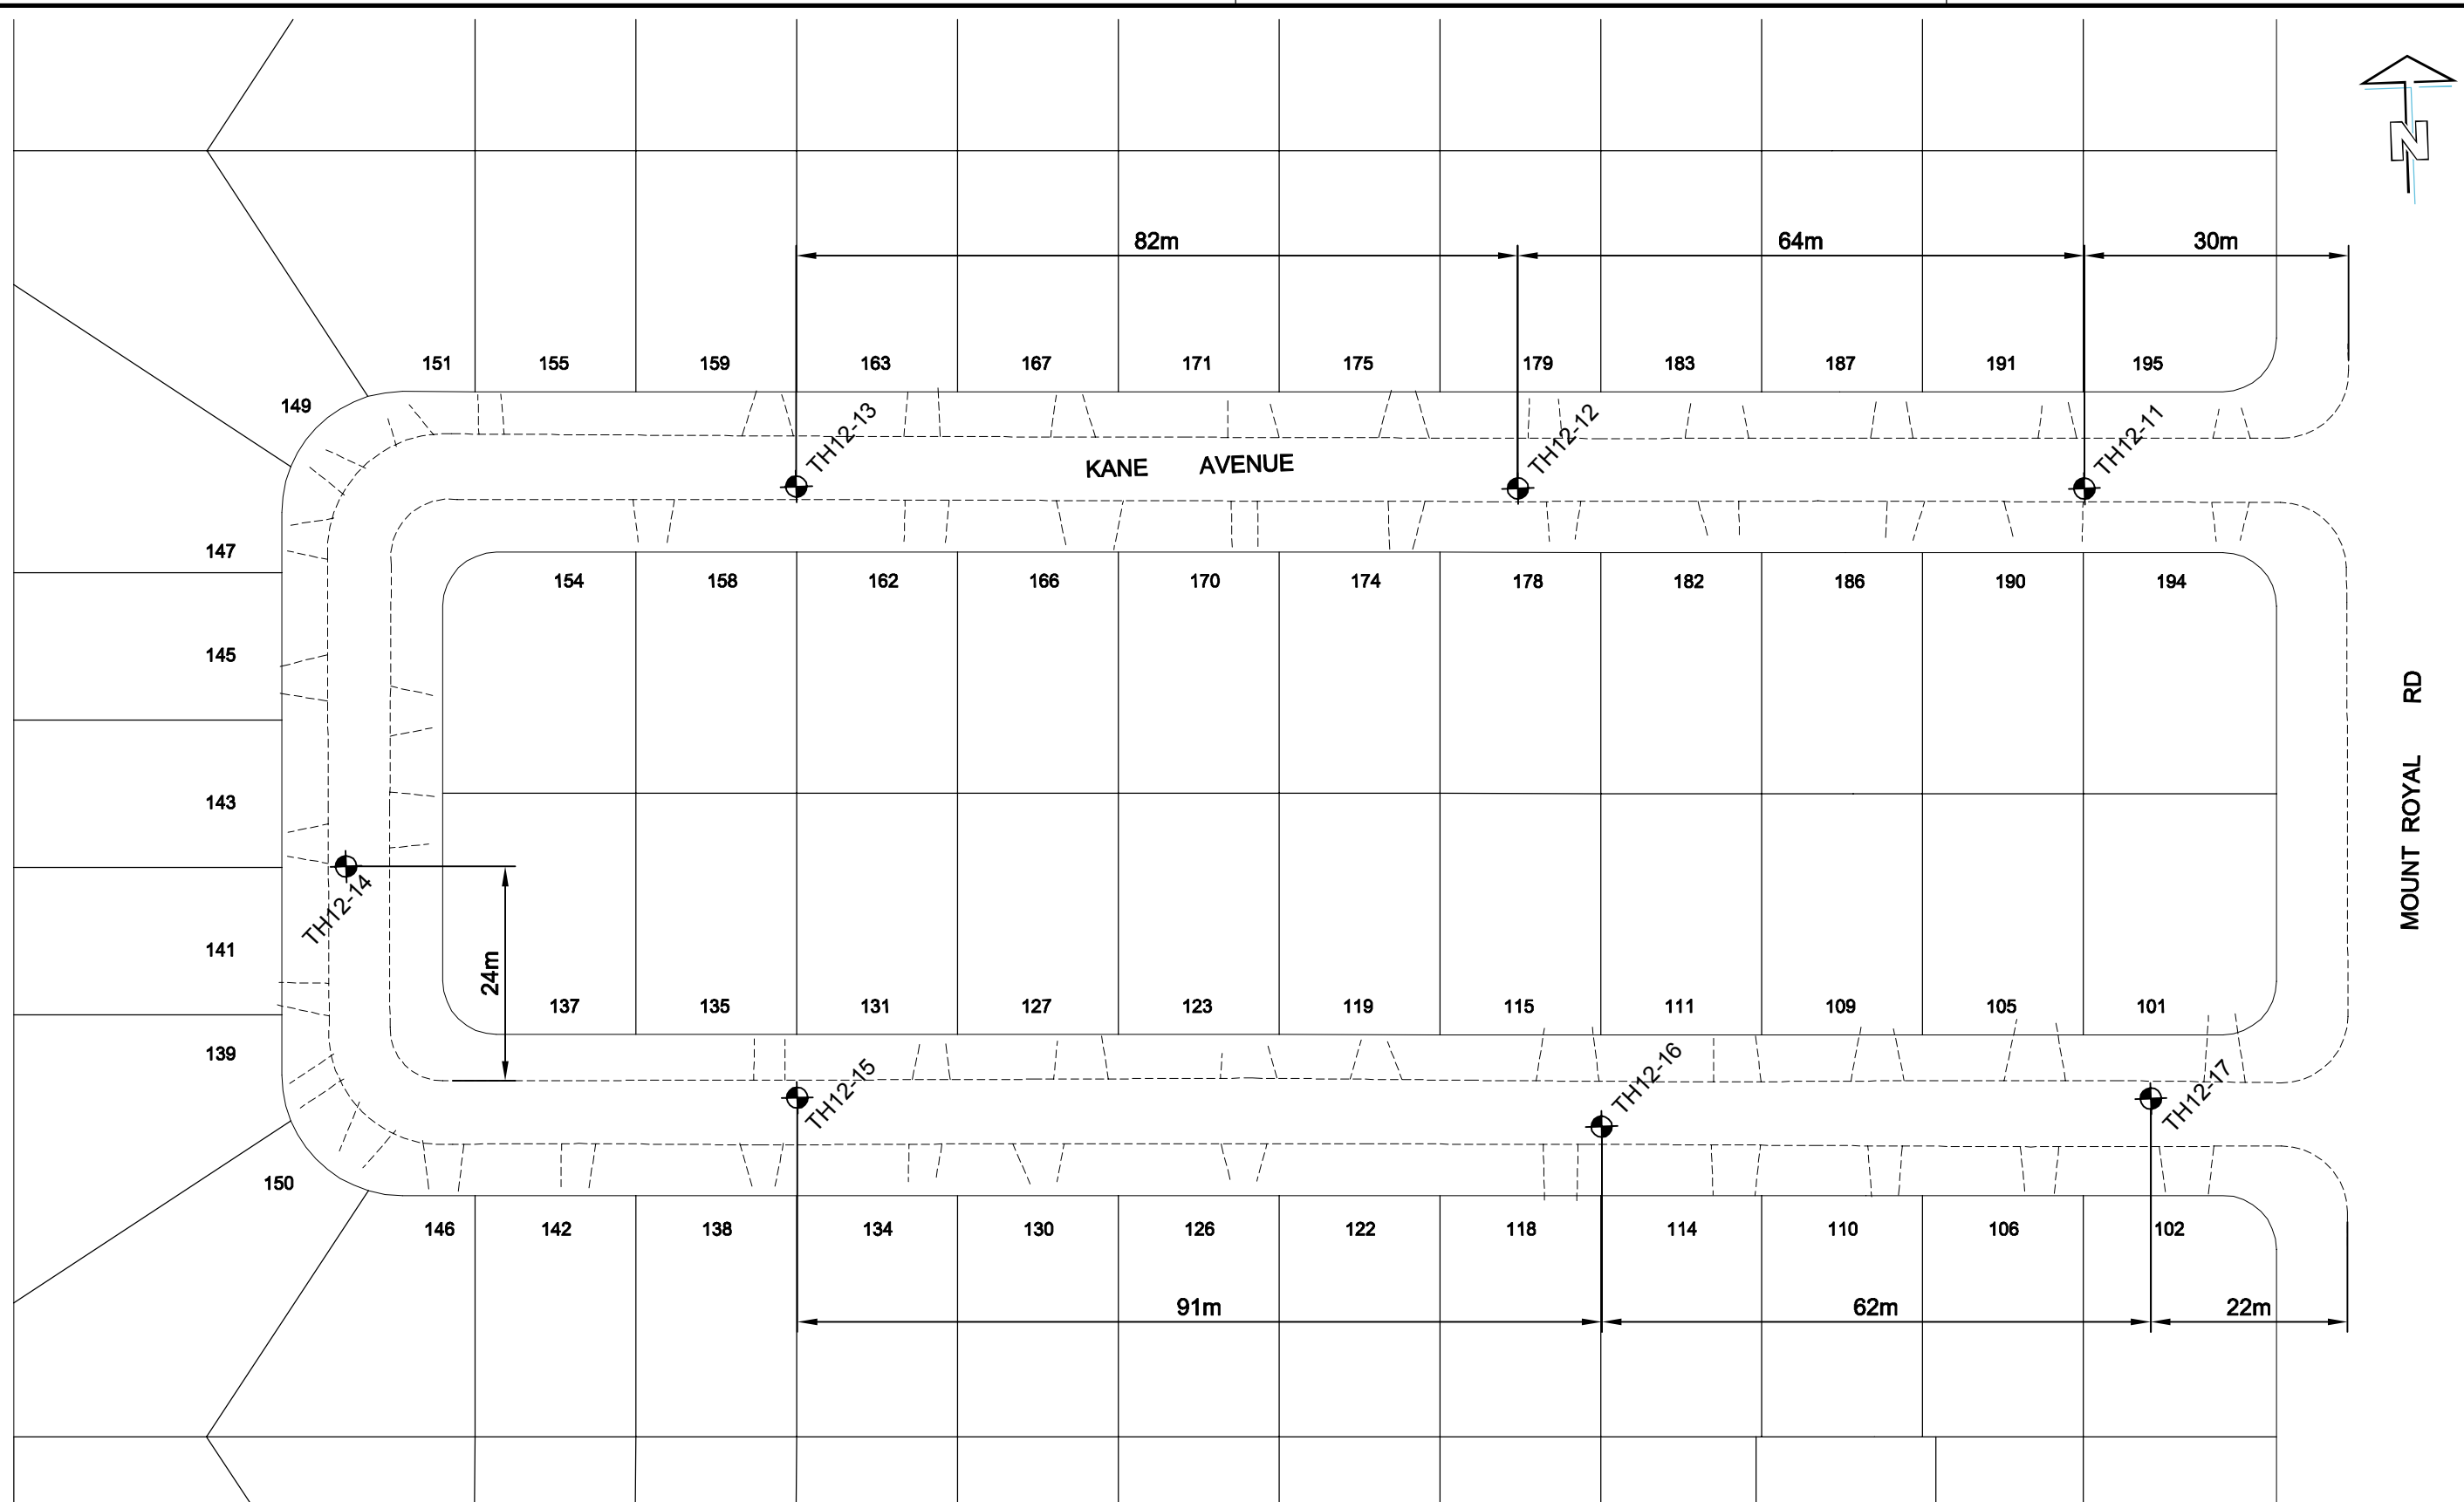 N
82m 64m 30m
151 155 159 163 167 171 175 179 183 187 191 195
149
TH12-13 TH12-12 TH12-11
KANE AVENUE
147
154 158 162 166 170 174 178 182 186 190 194
145
MOUNT ROYAL RD
143
TH12-14
141
24m
137 135 131 127 123 119 115 111 109 105 101
139
TH12-15 TH12-16 TH12-17
150
146 142 138 134 130 126 122 118 114 110 106 102
91m 62m 22m